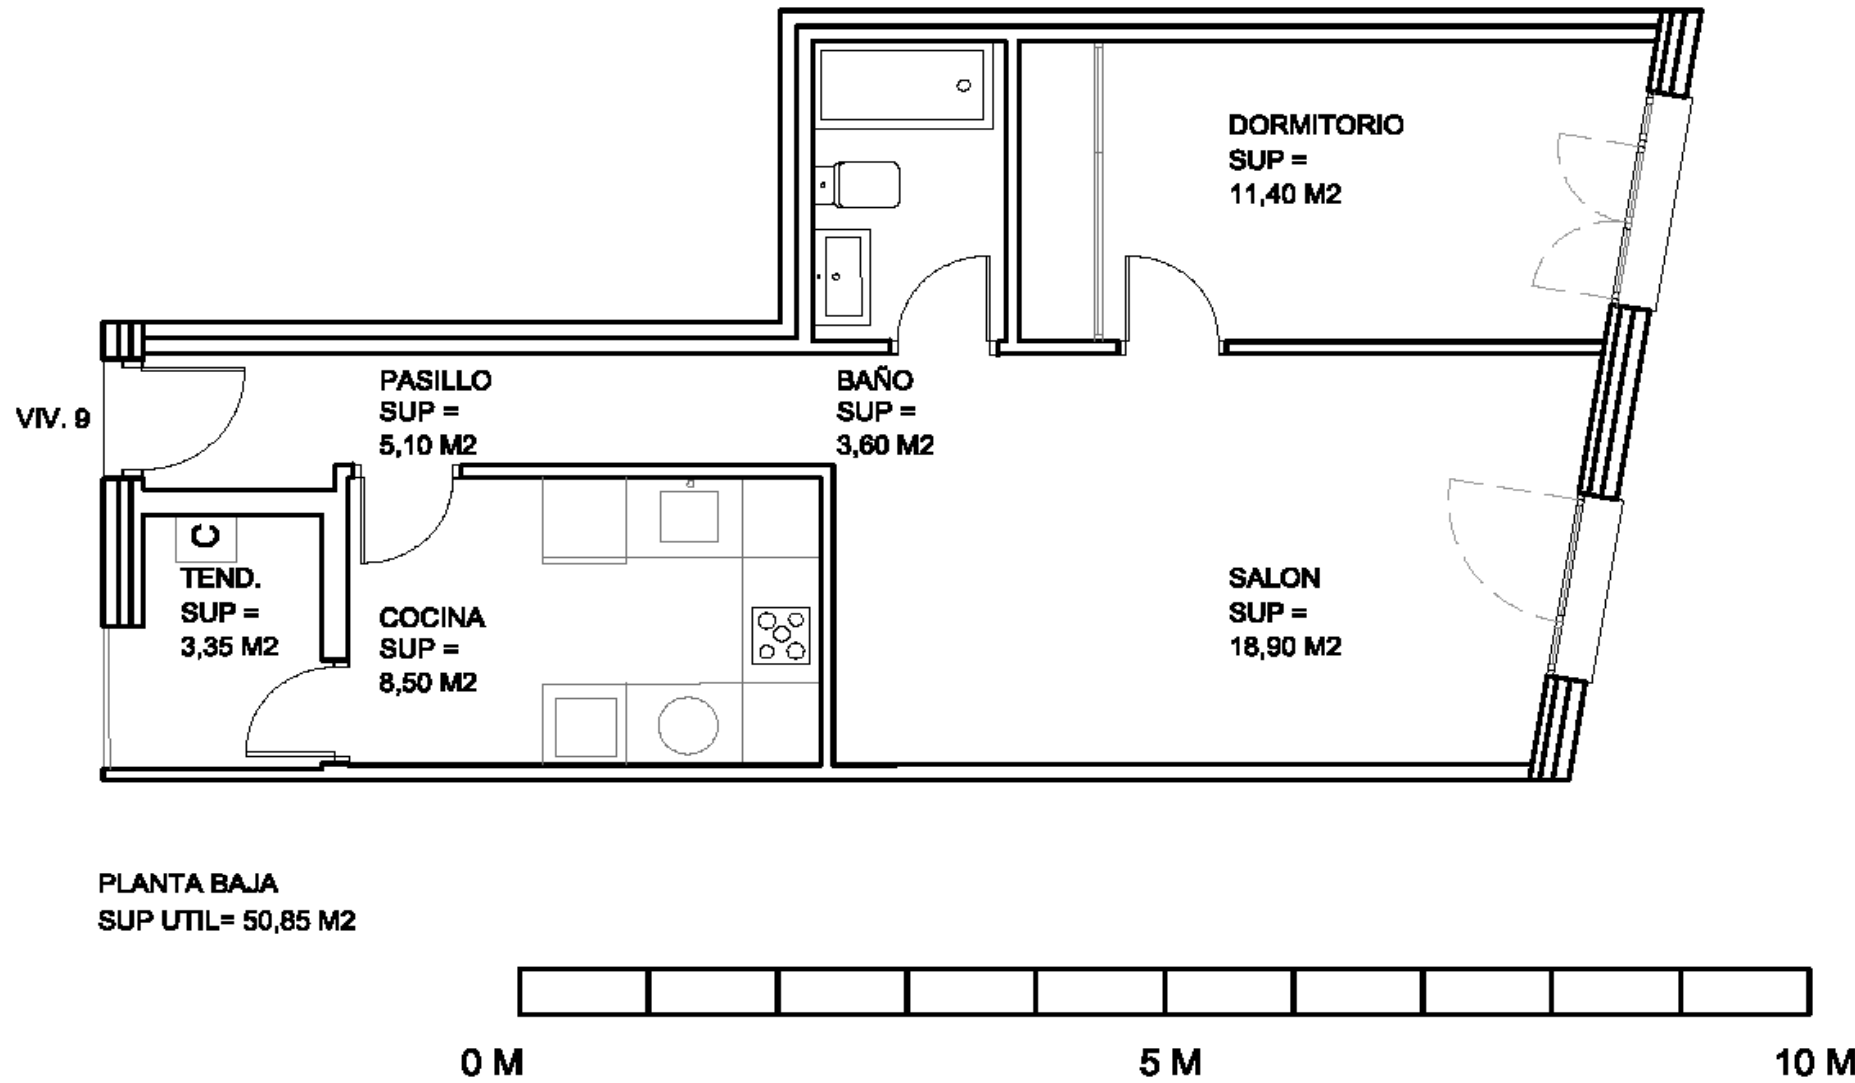 DORMITORIO
SUP =
11,40 M2
VIV. 9
PASILLO
SUP =
5,10 M2
BAÑO
SUP =
3,60 M2
C
TEND.
SUP =
3,35 M2
COCINA
SUP =
8,50 M2
SALON
SUP =
18,90 M2
PLANTA BAJA
SUP UTIL= 50,85 M2
0 M
5 M
10 M